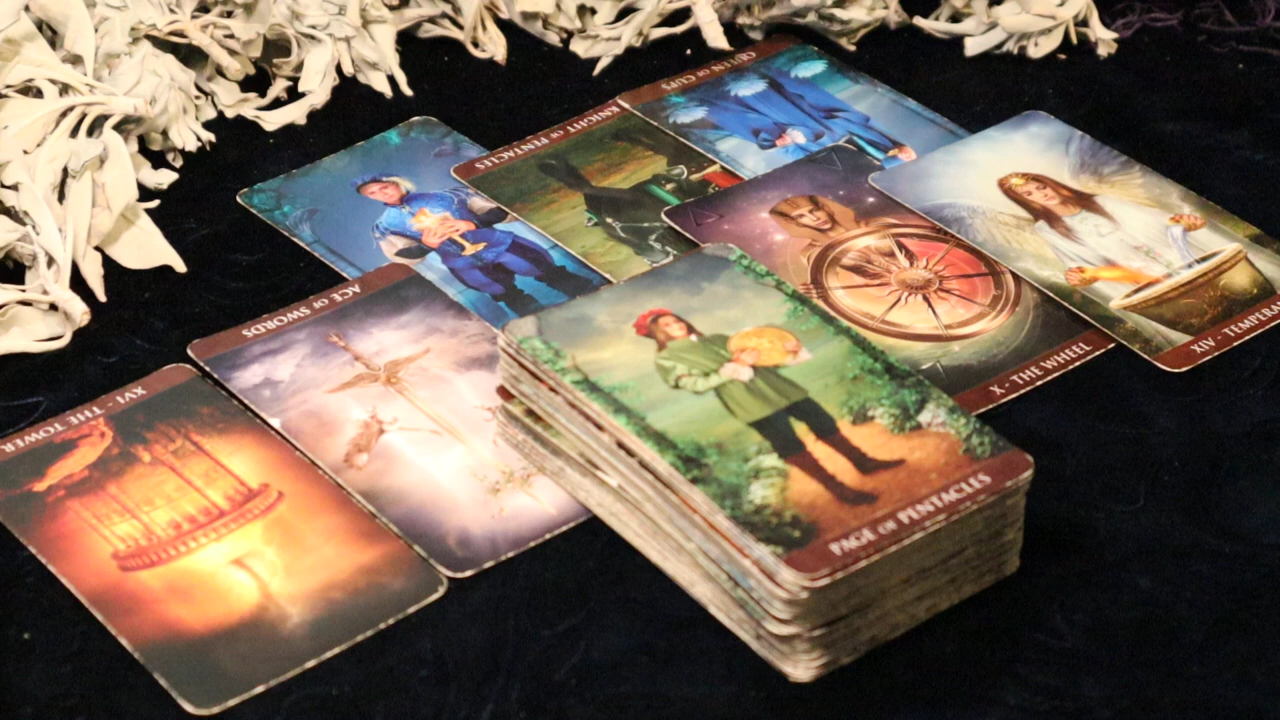 QUEEN OF CUPS
KNIGHT OF PENTACLES
ACE OF SWORDS
XVI - THE TOWER
X - THE WHEEL
XIV - TEMPERA
PAGE OF PENTACLES